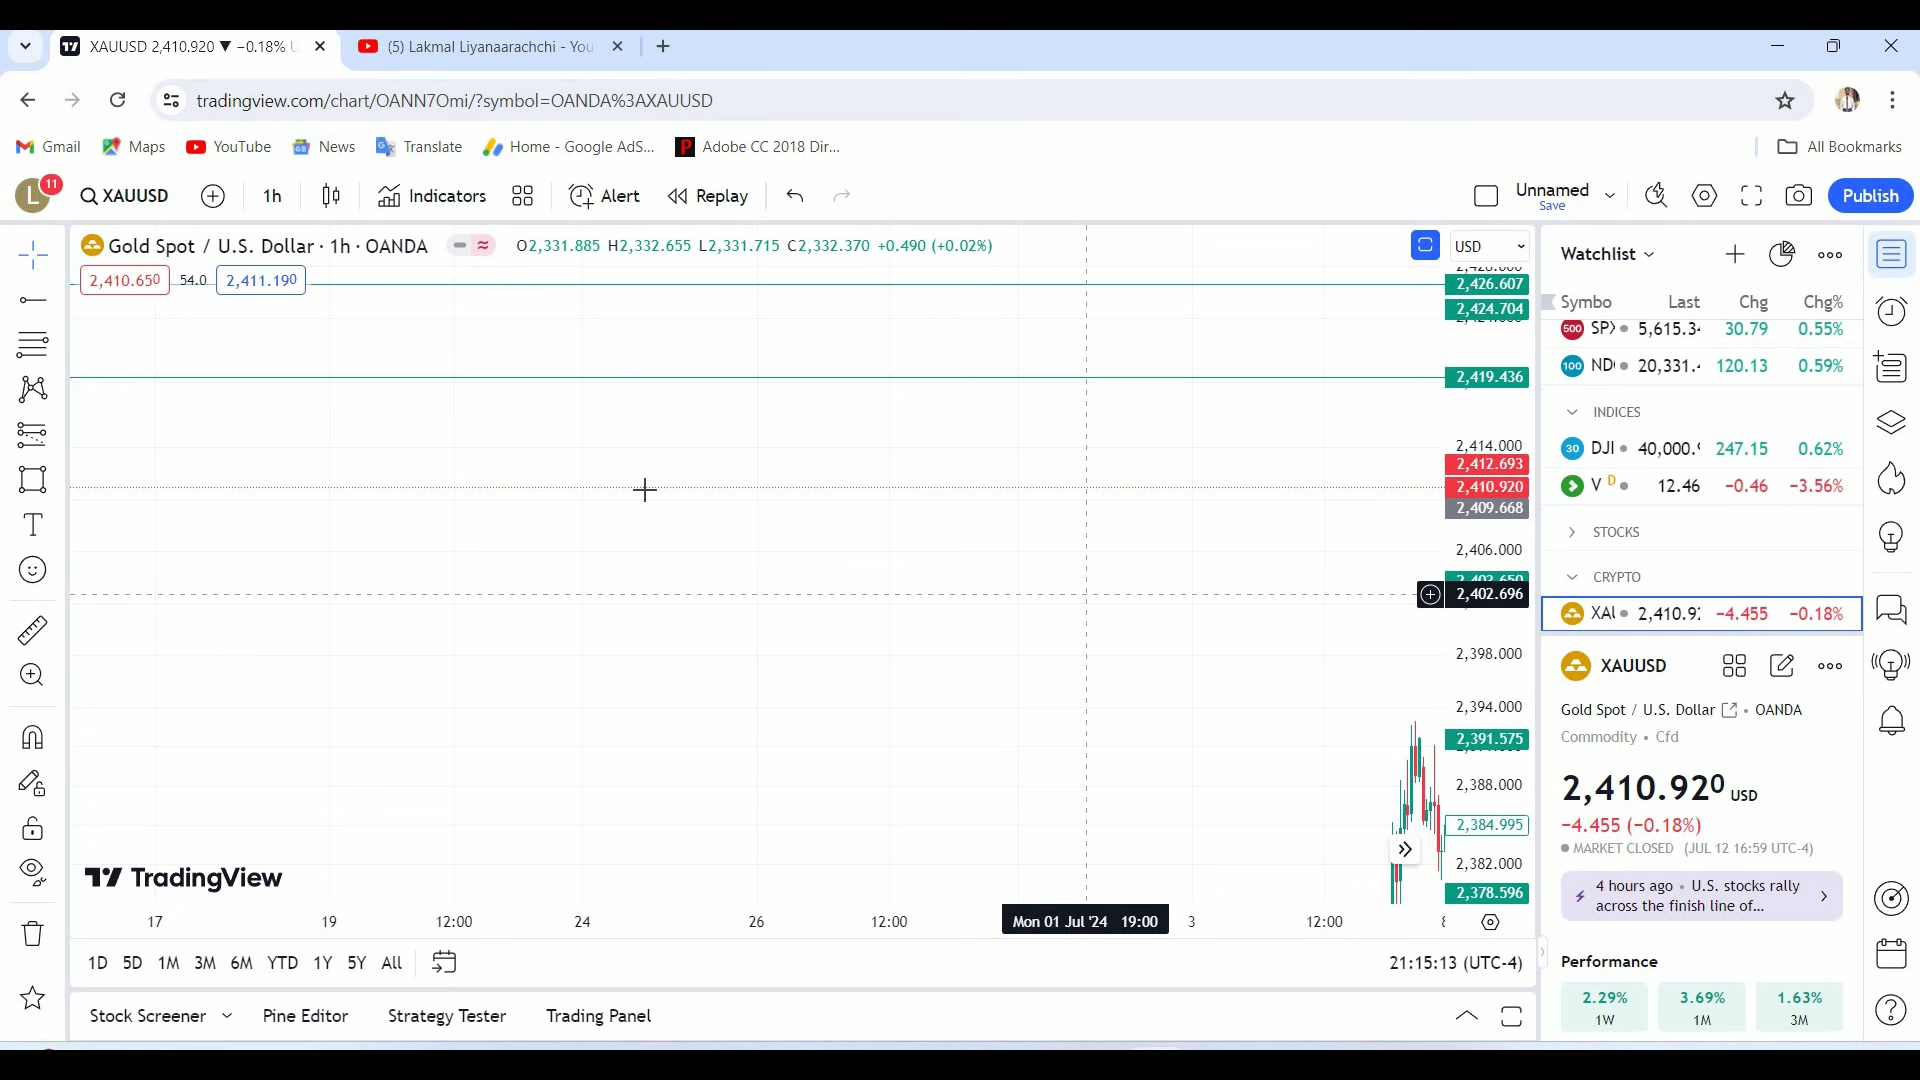 XAUUSD 2,410.920 ▼ −0.18% U
(5) Lakmal Liyanaarachchi - You
tradingview.com/chart/OANN7Omi/?symbol=OANDA%3AXAUUSD
Gmail Maps YouTube News Translate Home - Google AdS... Adobe CC 2018 Dir... All Bookmarks
L 11 XAUUSD 1h Indicators Alert Replay Unnamed Save Publish
Gold Spot / U.S. Dollar · 1h · OANDA O2,331.885 H2,332.655 L2,331.715 C2,332.370 +0.490 (+0.02%)
USD
2,410.650 54.0 2,411.190
2,426.607
2,424.704
2,419.436
2,414.000
2,412.693
2,410.920
2,409.668
2,406.000
2,402.696
2,398.000
2,394.000
2,391.575
2,388.000
2,384.995
2,382.000
2,378.596
TradingView
17 19 12:00 24 26 12:00 Mon 01 Jul '24 19:00 3 12:00
1D 5D 1M 3M 6M YTD 1Y 5Y All
21:15:13 (UTC-4)
Stock Screener Pine Editor Strategy Tester Trading Panel
Watchlist
Symbo Last Chg Chg%
500 SPX 5,615.3 30.79 0.55%
100 ND 20,331. 120.13 0.59%
INDICES
30 DJI 40,000. 247.15 0.62%
V D 12.46 −0.46 −3.56%
STOCKS
CRYPTO
XAU 2,410.92 −4.455 −0.18%
XAUUSD
Gold Spot / U.S. Dollar • OANDA
Commodity • Cfd
2,410.920 USD
−4.455 (−0.18%)
MARKET CLOSED (JUL 12 16:59 UTC-4)
4 hours ago • U.S. stocks rally
across the finish line of...
Performance
2.29% 3.69% 1.63%
1W 1M 3M